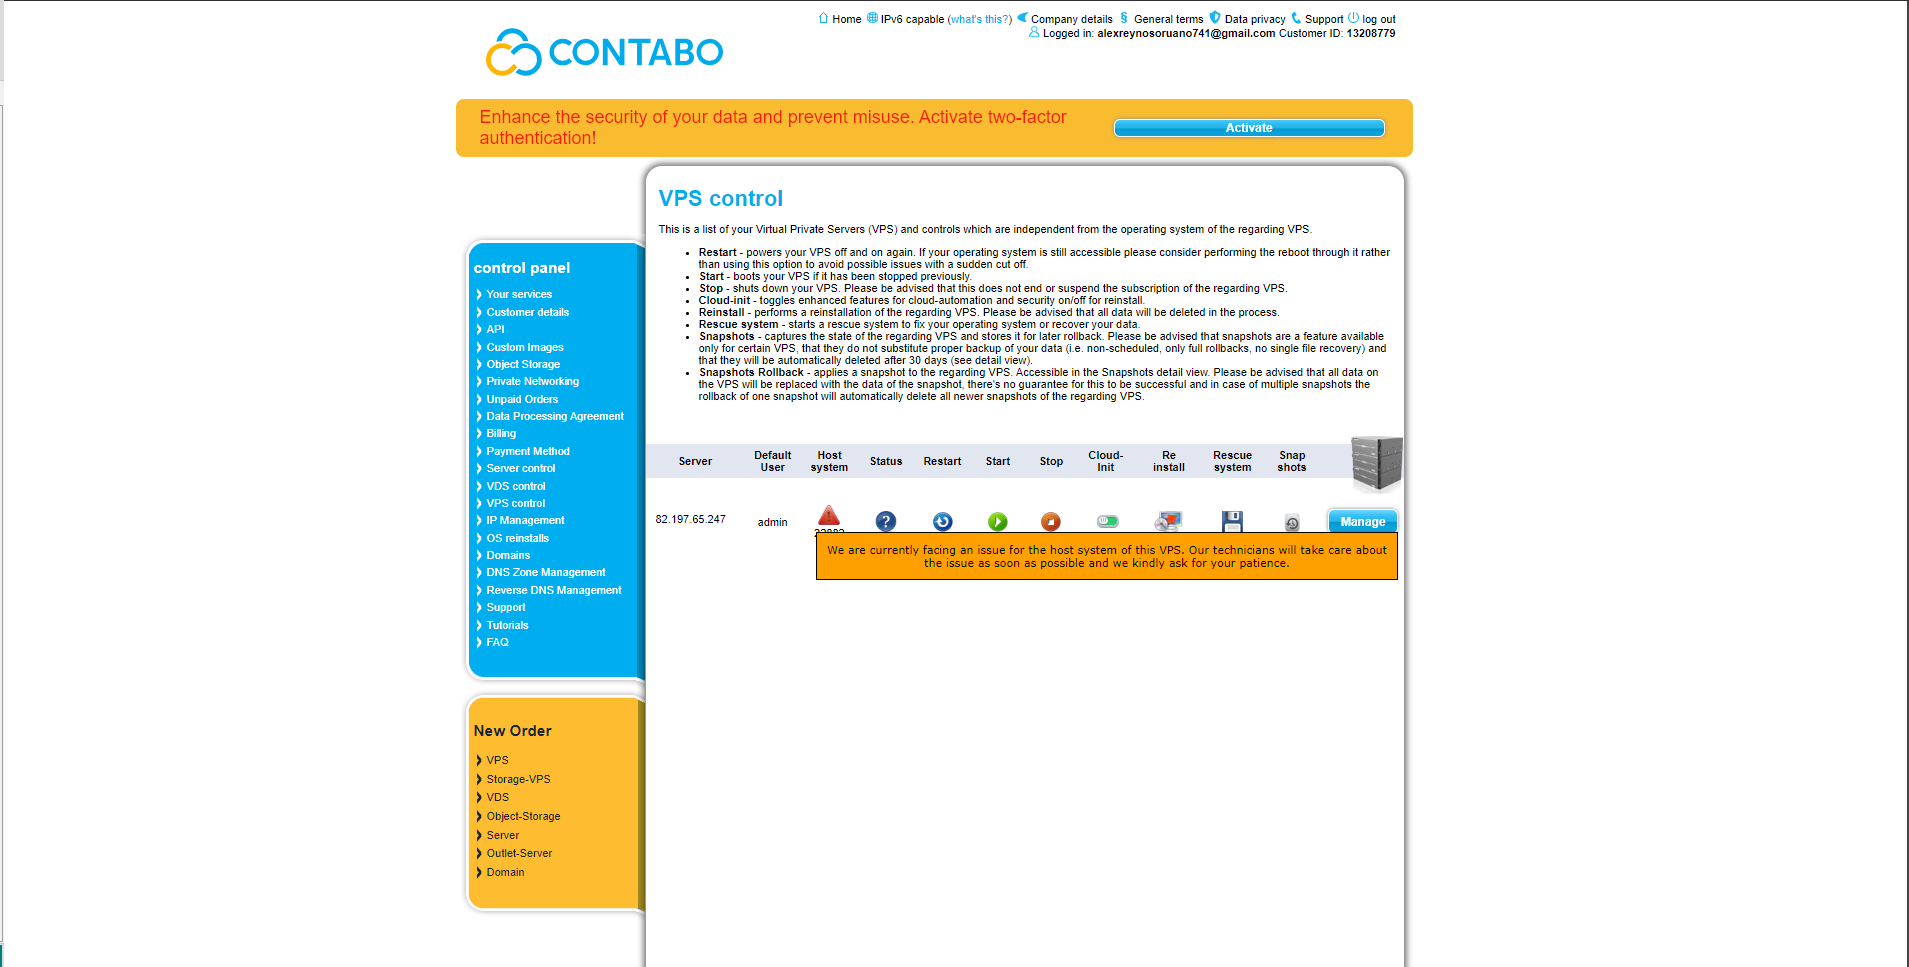 Home IPv6 capable (what's this?) Company details General terms Data privacy Support log out
Logged in: alexreynosoruano741@gmail.com Customer ID: 13208779
CONTABO
Enhance the security of your data and prevent misuse. Activate two-factor
authentication!
Activate
VPS control
This is a list of your Virtual Private Servers (VPS) and controls which are independent from the operating system of the regarding VPS.
• Restart - powers your VPS off and on again. If your operating system is still accessible please consider performing the reboot through it rather
than using this option to avoid possible issues with a sudden cut off.
• Start - boots your VPS if it has been stopped previously.
• Stop - shuts down your VPS. Please be advised that this does not end or suspend the subscription of the regarding VPS.
• Cloud-init - toggles enhanced features for cloud-automation and security on/off for reinstall.
• Reinstall - performs a reinstallation of the regarding VPS. Please be advised that all data will be deleted in the process.
• Rescue system - starts a rescue system to fix your operating system or recover your data.
• Snapshots - captures the state of the regarding VPS and stores it for later rollback. Please be advised that snapshots are a feature available
only for certain VPS, that they do not substitute proper backup of your data (i.e. non-scheduled, only full rollbacks, no single file recovery) and
that they will be automatically deleted after 30 days (see detail view).
• Snapshots Rollback - applies a snapshot to the regarding VPS. Accessible in the Snapshots detail view. Please be advised that all data on
the VPS will be replaced with the data of the snapshot, there's no guarantee for this to be successful and in case of multiple snapshots the
rollback of one snapshot will automatically delete all newer snapshots of the regarding VPS.
control panel
Your services
Customer details
API
Custom Images
Object Storage
Private Networking
Unpaid Orders
Data Processing Agreement
Billing
Payment Method
Server control
VDS control
VPS control
IP Management
OS reinstalls
Domains
DNS Zone Management
Reverse DNS Management
Support
Tutorials
FAQ
Server Default User Host system Status Restart Start Stop Cloud-Init Re install Rescue system Snap shots
82.197.65.247 admin Manage
We are currently facing an issue for the host system of this VPS. Our technicians will take care about
the issue as soon as possible and we kindly ask for your patience.
New Order
VPS
Storage-VPS
VDS
Object-Storage
Server
Outlet-Server
Domain